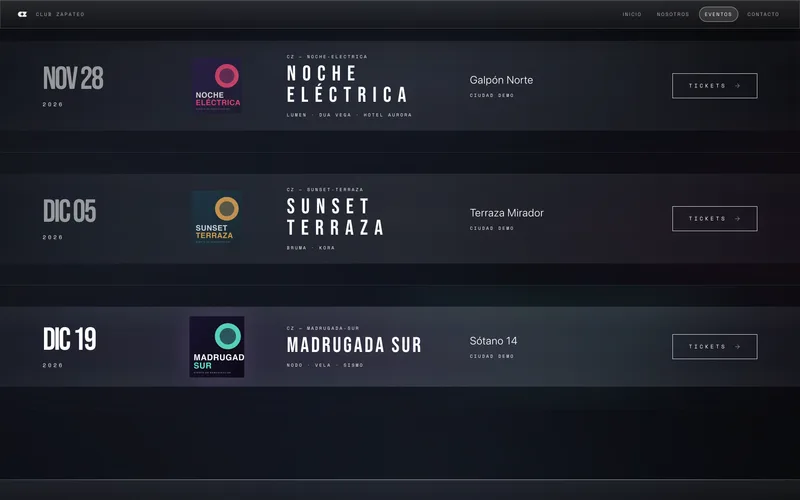 CZ CLUB ZAPATEO
INICIO NOSOTROS EVENTOS CONTACTO
NOV 28
2026
NOCHE
ELÉCTRICA
CZ — NOCHE-ELECTRICA
NOCHE
ELÉCTRICA
LUMEN · DUA VEGA · HOTEL AURORA
Galpón Norte
CIUDAD DEMO
TICKETS →
DIC 05
2026
SUNSET
TERRAZA
CZ — SUNSET-TERRAZA
SUNSET
TERRAZA
BRUMA · KORA
Terraza Mirador
CIUDAD DEMO
TICKETS →
DIC 19
2026
MADRUGAD
SUR
CZ — MADRUGADA-SUR
MADRUGADA SUR
NODO · VELA · SISMO
Sótano 14
CIUDAD DEMO
TICKETS →